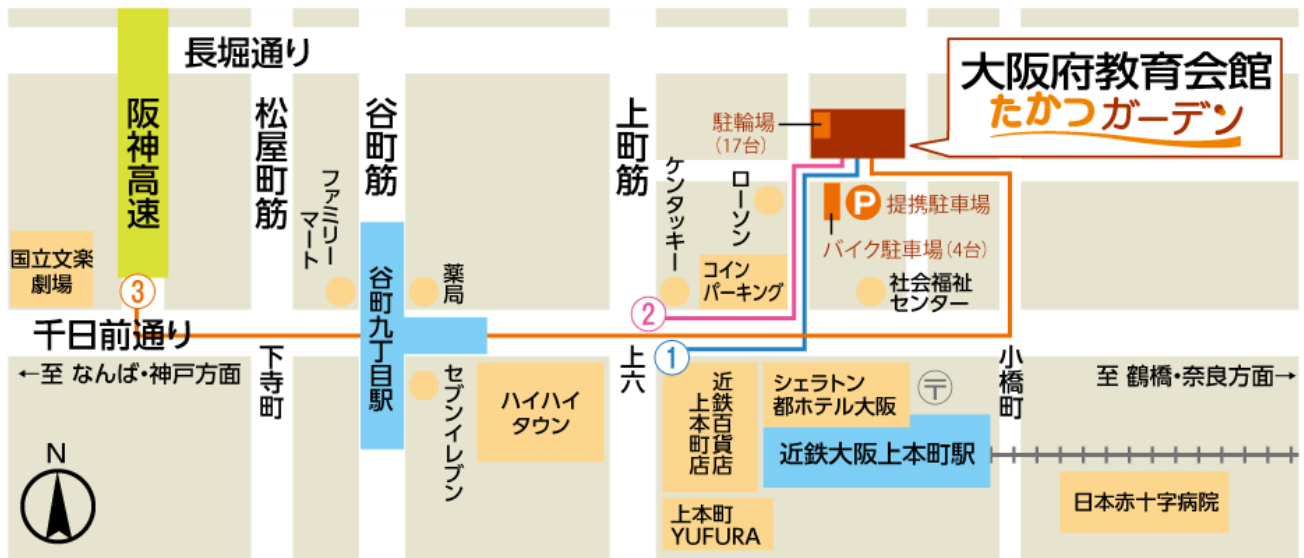 長堀通り
阪神高速
松屋町筋
谷町筋
上町筋
大阪府教育会館
たかつガーデン
駐輪場
(17台)
ファミリー
マート
ケンタッキー
ローソン
P
提携駐車場
バイク駐車場(4台)
国立文楽
劇場
谷町九丁目駅
薬局
コイン
パーキング
社会福祉
センター
3
2
1
千日前通り
←至 なんば・神戸方面
下寺町
セブンイレブン
ハイハイ
タウン
上六
近鉄百貨店
上本町店
シェラトン
都ホテル大阪
〒
小橋町
至 鶴橋・奈良方面→
近鉄大阪上本町駅
N
上本町
YUFURA
日本赤十字病院